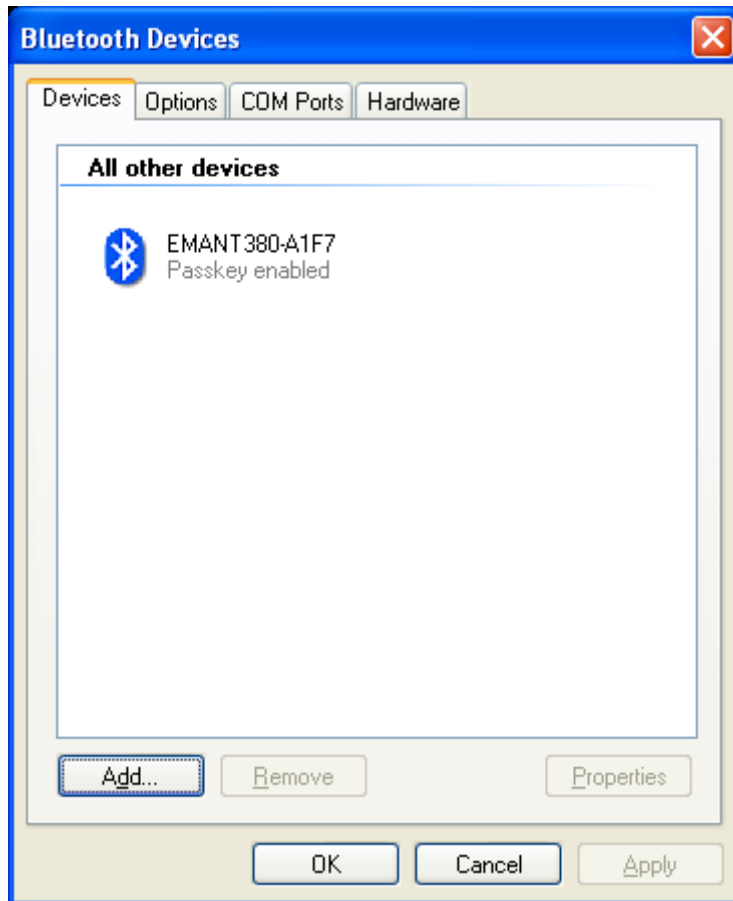 Bluetooth Devices
Devices Options COM Ports Hardware
All other devices
EMANT380-A1F7
Passkey enabled
Add... Remove Properties
OK Cancel Apply